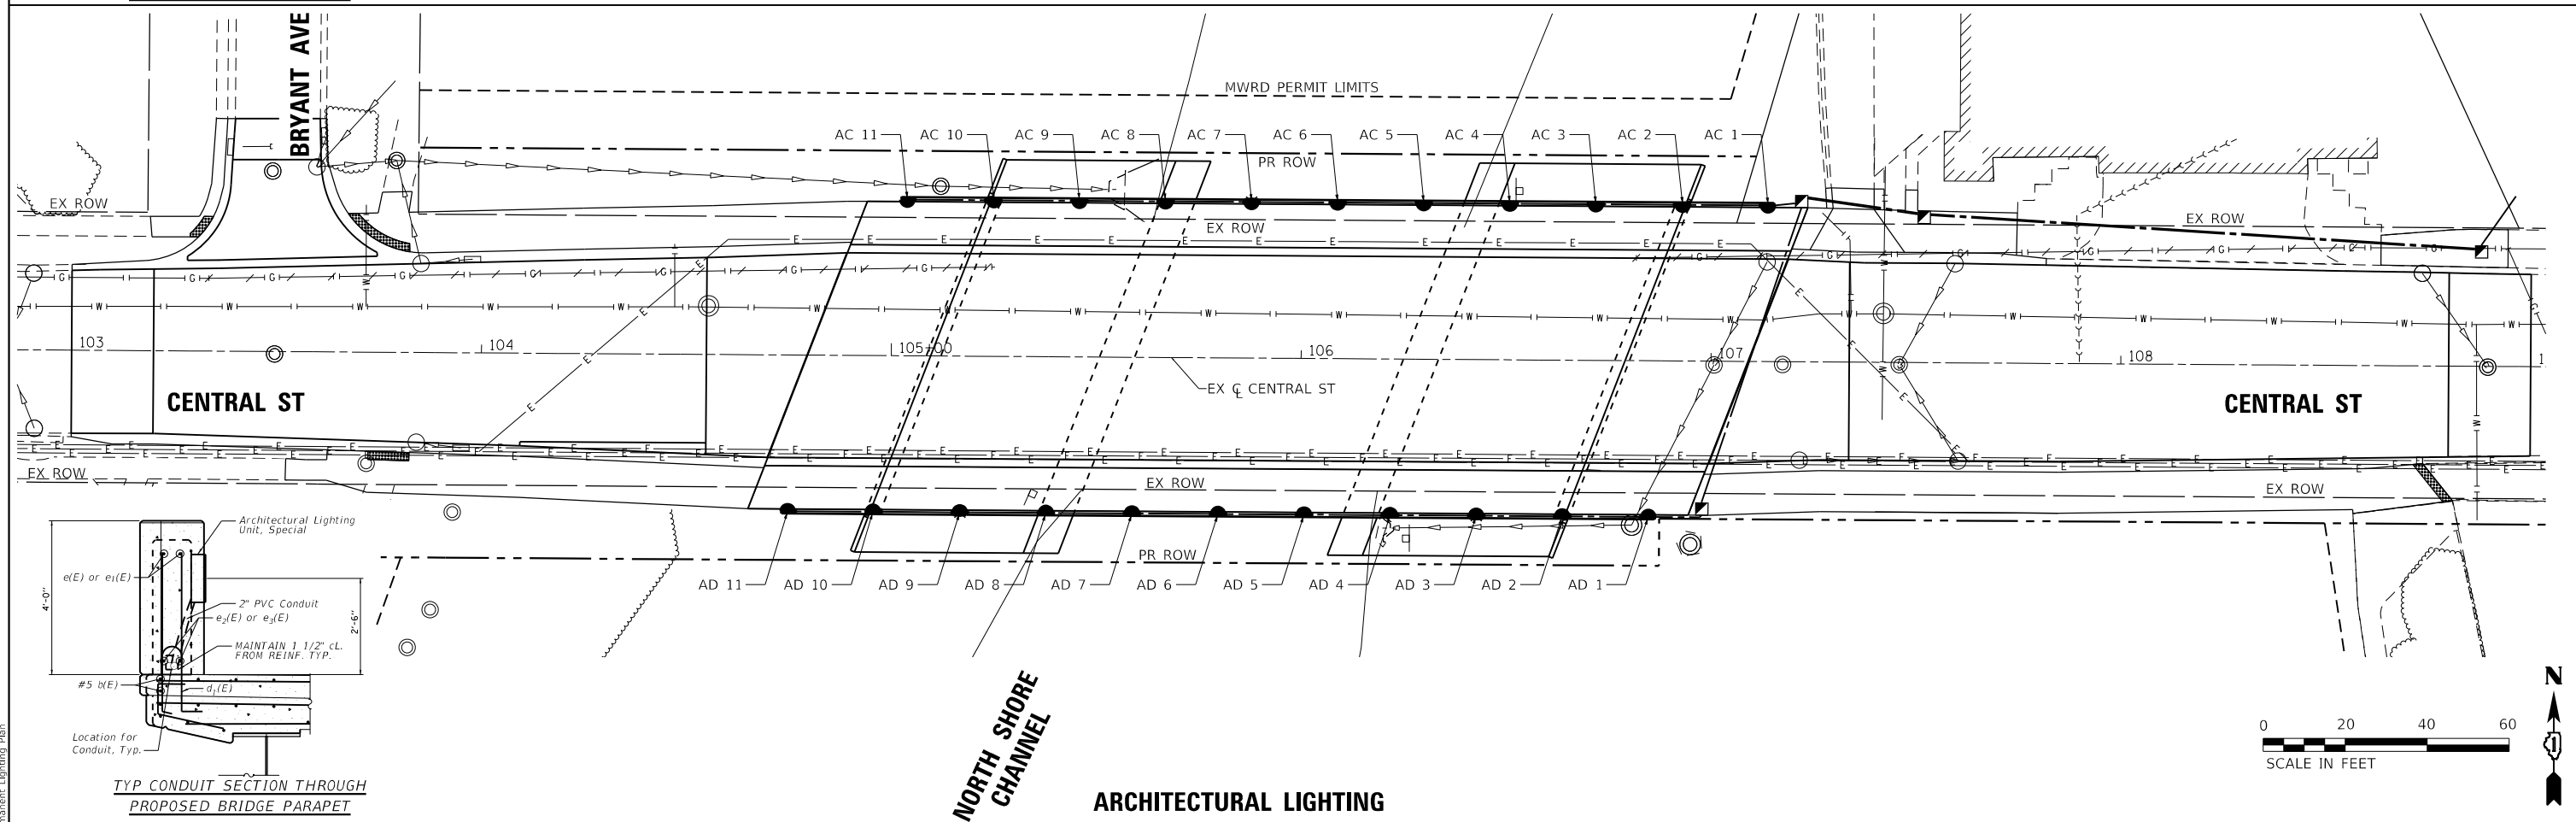 BRYANT AVE
MWRD PERMIT LIMITS
AC 11
AC 10
AC 9
AC 8
AC 7
AC 6
AC 5
AC 4
AC 3
AC 2
AC 1
PR ROW
EX ROW
EX ROW
EX ROW
103
104
105+00
106
107
108
1
EX ℄ CENTRAL ST
CENTRAL ST
CENTRAL ST
EX ROW
EX ROW
EX ROW
PR ROW
AD 11
AD 10
AD 9
AD 8
AD 7
AD 6
AD 5
AD 4
AD 3
AD 2
AD 1
Architectural Lighting
Unit, Special
e(E) or e₁(E)
4'-0"
2" PVC Conduit
e₂(E) or e₃(E)
2'-6"
MAINTAIN 1 1/2" cL.
FROM REINF. TYP.
#5 b(E)
d₁(E)
Location for
Conduit, Typ.
TYP CONDUIT SECTION THROUGH
PROPOSED BRIDGE PARAPET
NORTH SHORE
CHANNEL
ARCHITECTURAL LIGHTING
N
0 20 40 60
SCALE IN FEET
Lighting Plan